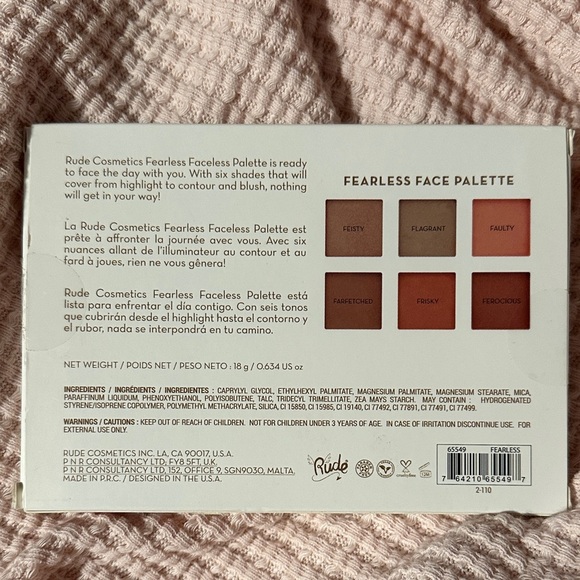 Rude Cosmetics Fearless Faceless Palette is ready
to face the day with you. With six shades that will
cover from highlight to contour and blush, nothing
will get in your way!
La Rude Cosmetics Fearless Faceless Palette est
prête à affronter la journée avec vous. Avec six
nuances allant de l'illuminateur au contour et au
fard à joues, rien ne vous gênera!
Rude Cosmetics Fearless Faceless Palette está
lista para enfrentar el día contigo. Con seis tonos
que cubrirán desde el highlight hasta el contorno y
el rubor, nada se interpondrá en tu camino.
FEARLESS FACE PALETTE
FEISTY
FLAGRANT
FAULTY
FARFETCHED
FRISKY
FEROCIOUS
NET WEIGHT / POIDS NET / PESO NETO : 18 g / 0.634 US oz
INGREDIENTS / INGRÉDIENTS / INGREDIENTES : CAPRYLYL GLYCOL, ETHYLHEXYL PALMITATE, MAGNESIUM PALMITATE, MAGNESIUM STEARATE, MICA,
PARAFFINUM LIQUIDUM, PHENOXYETHANOL, POLYISOBUTENE, TALC, TRIDECYL TRIMELLITATE, ZEA MAYS STARCH. MAY CONTAIN : HYDROGENATED
STYRENE/ISOPRENE COPOLYMER, POLYMETHYL METHACRYLATE, SILICA, CI 15850, CI 15985, CI 19140, CI 77492, CI 77891, CI 77491, CI 77499.
WARNINGS / CAUTIONS : KEEP OUT OF REACH OF CHILDREN. NOT FOR CHILDREN UNDER 3 YEARS OF AGE. IN CASE OF IRRITATION DISCONTINUE USE. FOR
EXTERNAL USE ONLY.
RUDE COSMETICS INC. LA, CA 90017, U.S.A.
P N R CONSULTANCY LTD, FY8 5FT, U.K.
P N R CONSULTANCY LTD, 152, OFFICE 9, SGN9030, MALTA.
MADE IN P.R.C. / DESIGNED IN THE U.S.A.
Rude
65549 FEARLESS
7 64210 65549 7
2-110